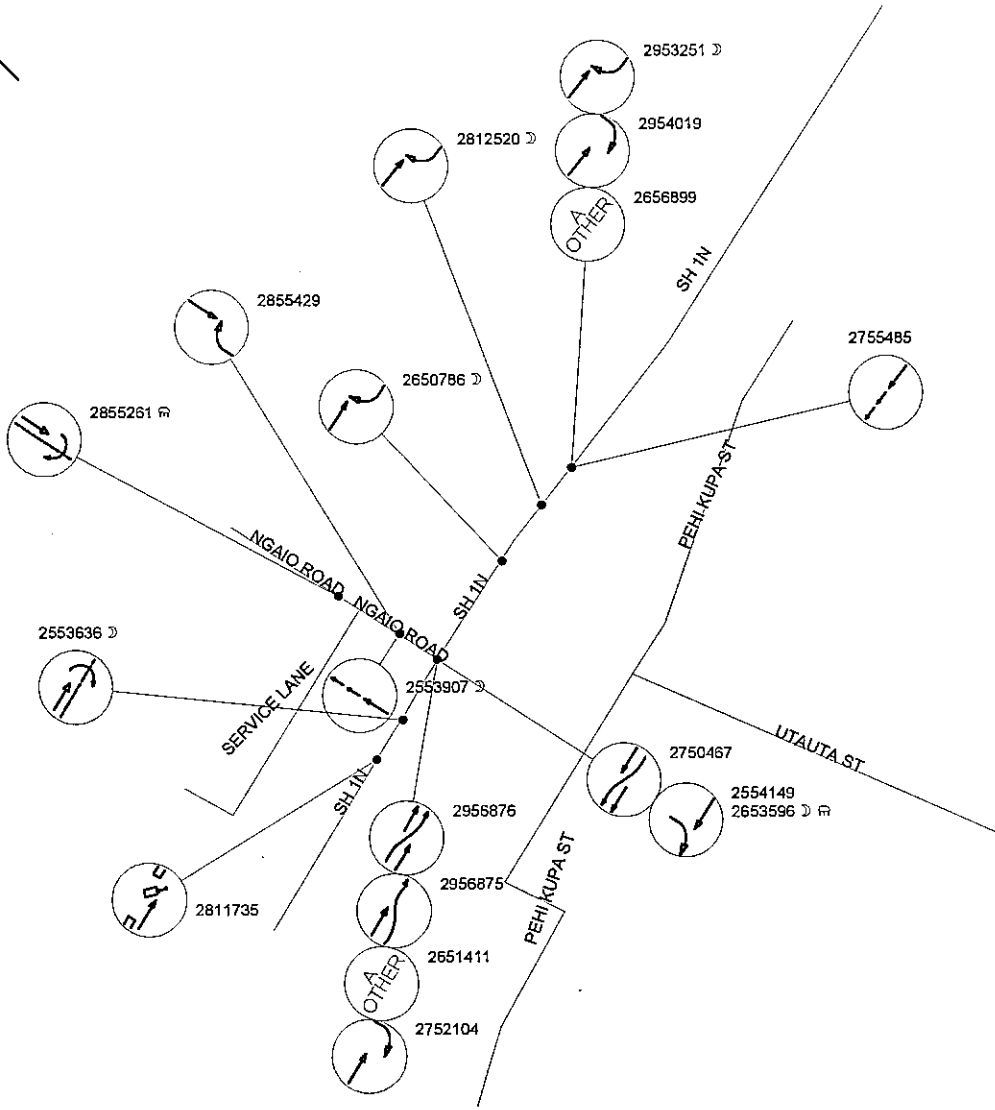 2953251 ☽
2954019
2812520 ☽
2656899
A
OTHER
SH 1N
2855429
2755485
2650786 ☽
2855261
PEHI KUPA ST
NGAIO ROAD
NGAIO ROAD
SH 1N
2553636 ☽
2553907 ☽
SERVICE LANE
UTAUTA ST
2750467
2554149
2653596 ☽
SH 1N
2956876
2956875
PEHI KUPA ST
2811735
2651411
A
OTHER
2752104